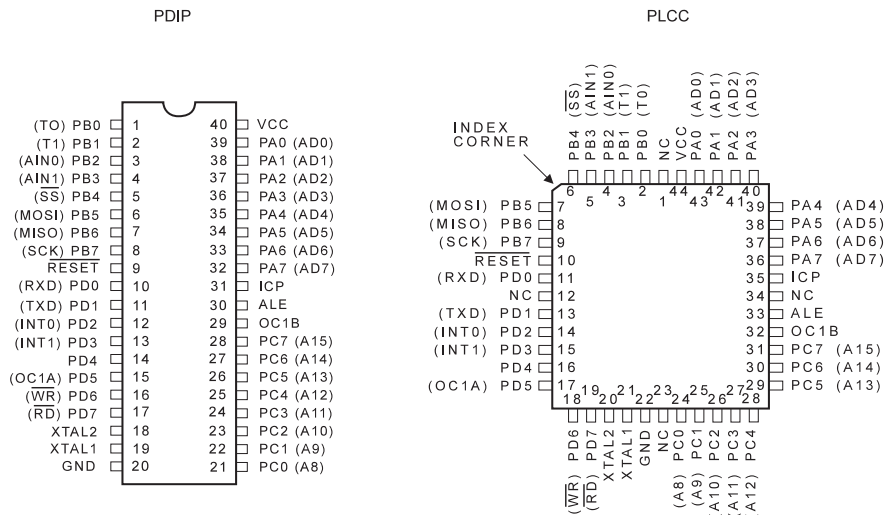 PDIP
(TO) PB0 1 40 VCC
(T1) PB1 2 39 PA0 (AD0)
(AIN0) PB2 3 38 PA1 (AD1)
(AIN1) PB3 4 37 PA2 (AD2)
(SS) PB4 5 36 PA3 (AD3)
(MOSI) PB5 6 35 PA4 (AD4)
(MISO) PB6 7 34 PA5 (AD5)
(SCK) PB7 8 33 PA6 (AD6)
RESET 9 32 PA7 (AD7)
(RXD) PD0 10 31 ICP
(TXD) PD1 11 30 ALE
(INT0) PD2 12 29 OC1B
(INT1) PD3 13 28 PC7 (A15)
PD4 14 27 PC6 (A14)
(OC1A) PD5 15 26 PC5 (A13)
(WR) PD6 16 25 PC4 (A12)
(RD) PD7 17 24 PC3 (A11)
XTAL2 18 23 PC2 (A10)
XTAL1 19 22 PC1 (A9)
GND 20 21 PC0 (A8)
PLCC
INDEX
CORNER
PB4 (SS)
PB3 (AIN1)
PB2 (AIN0)
PB1 (T1)
PB0 (T0)
NC
VCC
PA0 (AD0)
PA1 (AD1)
PA2 (AD2)
PA3 (AD3)
6 5 4 3 2 1 44 43 42 41 40
(MOSI) PB5 7 39 PA4 (AD4)
(MISO) PB6 8 38 PA5 (AD5)
(SCK) PB7 9 37 PA6 (AD6)
RESET 10 36 PA7 (AD7)
(RXD) PD0 11 35 ICP
NC 12 34 NC
(TXD) PD1 13 33 ALE
(INT0) PD2 14 32 OC1B
(INT1) PD3 15 31 PC7 (A15)
PD4 16 30 PC6 (A14)
(OC1A) PD5 17 29 PC5 (A13)
18 19 20 21 22 23 24 25 26 27 28
(WR) PD6
(RD) PD7
XTAL2
XTAL1
GND
NC
(A8) PC0
(A9) PC1
(A10) PC2
(A11) PC3
(A12) PC4